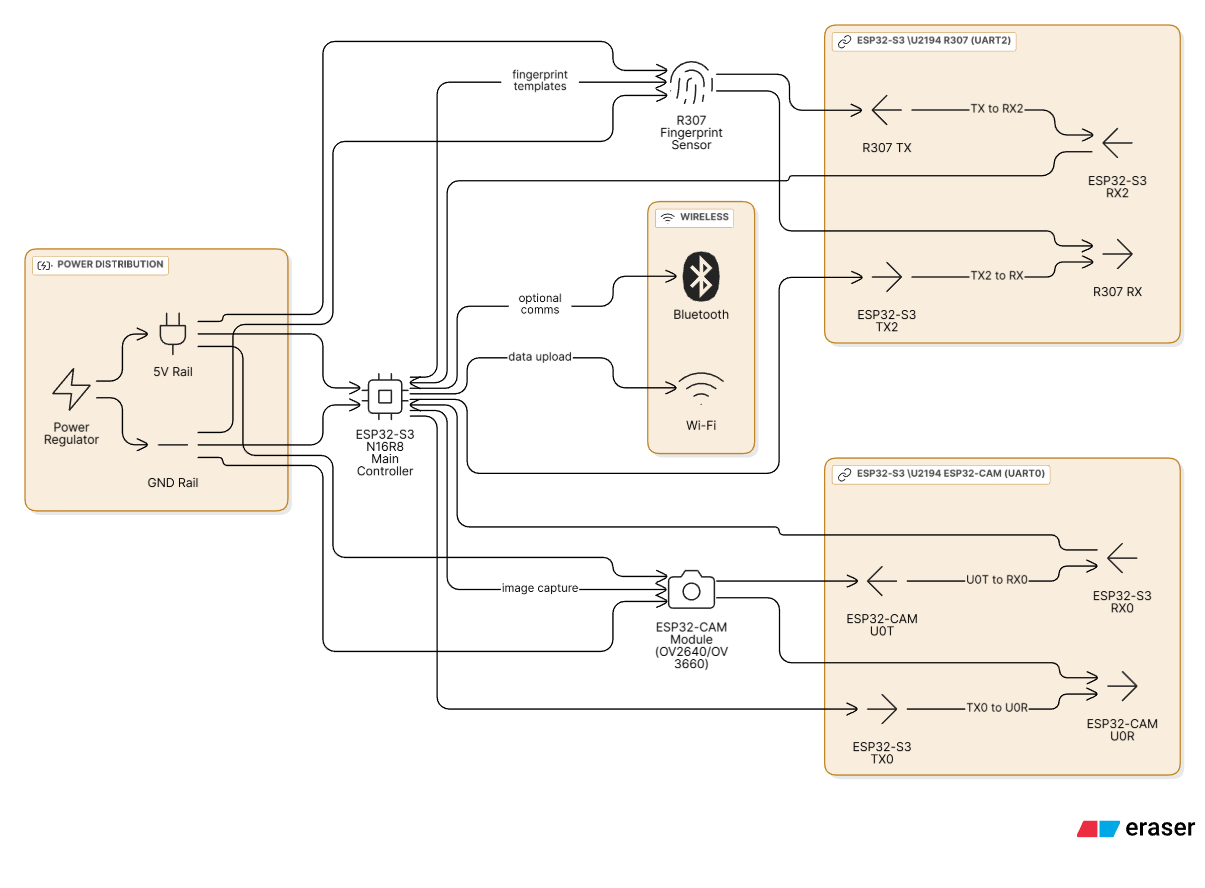 ESP32-S3 \U2194 R307 (UART2)
fingerprint
templates
R307
Fingerprint
Sensor
TX to RX2
R307 TX
ESP32-S3
RX2
WIRELESS
POWER DISTRIBUTION
optional
comms
Bluetooth
TX2 to RX
R307 RX
ESP32-S3
TX2
5V Rail
data upload
Power
Regulator
Wi-Fi
ESP32-S3
N16R8
Main
Controller
GND Rail
ESP32-S3 \U2194 ESP32-CAM (UART0)
image capture
U0T to RX0
ESP32-S3
RX0
ESP32-CAM
U0T
ESP32-CAM
Module
(OV2640/OV
3660)
TX0 to U0R
ESP32-CAM
U0R
ESP32-S3
TX0
eraser